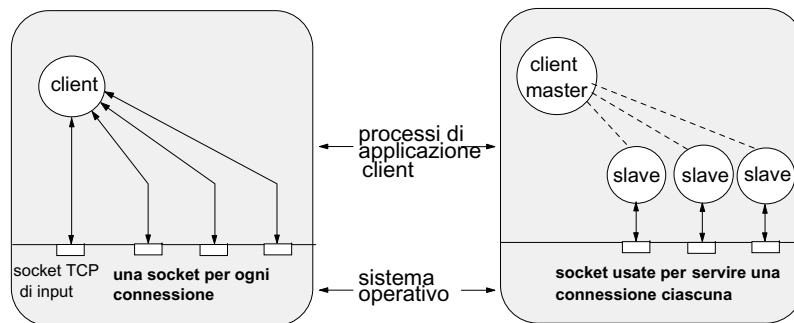 client
socket TCP
di input
una socket per ogni
connessione
processi di
applicazione
client
sistema
operativo
client
master
slave
slave
slave
socket usate per servire una
connessione ciascuna